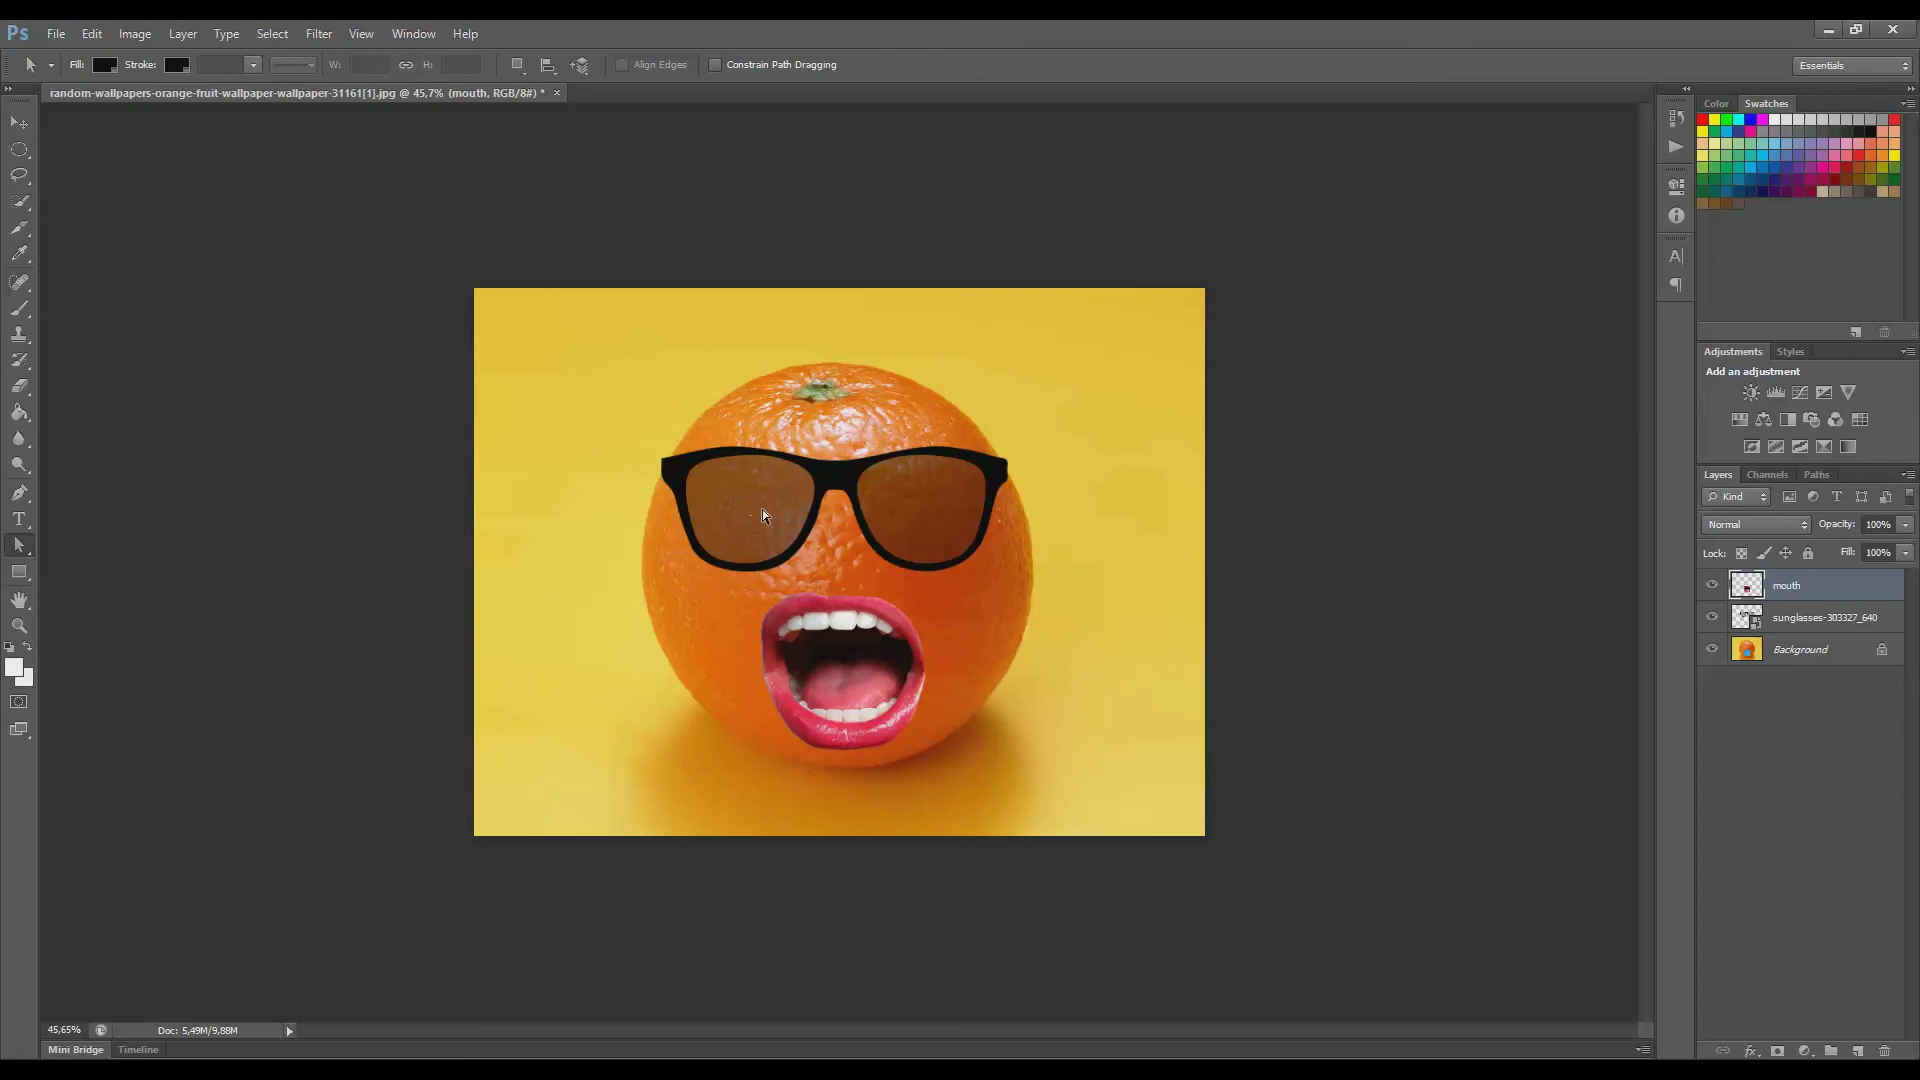 Ps File Edit Image Layer Type Select Filter View Window Help
Fill: Stroke: W: H: Align Edges Constrain Path Dragging Essentials
random-wallpapers-orange-fruit-wallpaper-wallpaper-31161[1].jpg @ 45,7% (mouth, RGB/8#) *
Color Swatches
Adjustments Styles
Add an adjustment
Layers Channels Paths
Kind
Normal Opacity: 100%
Lock: Fill: 100%
mouth
sunglasses-303327_640
Background
45,65% Doc: 5,49M/9,88M
Mini Bridge Timeline